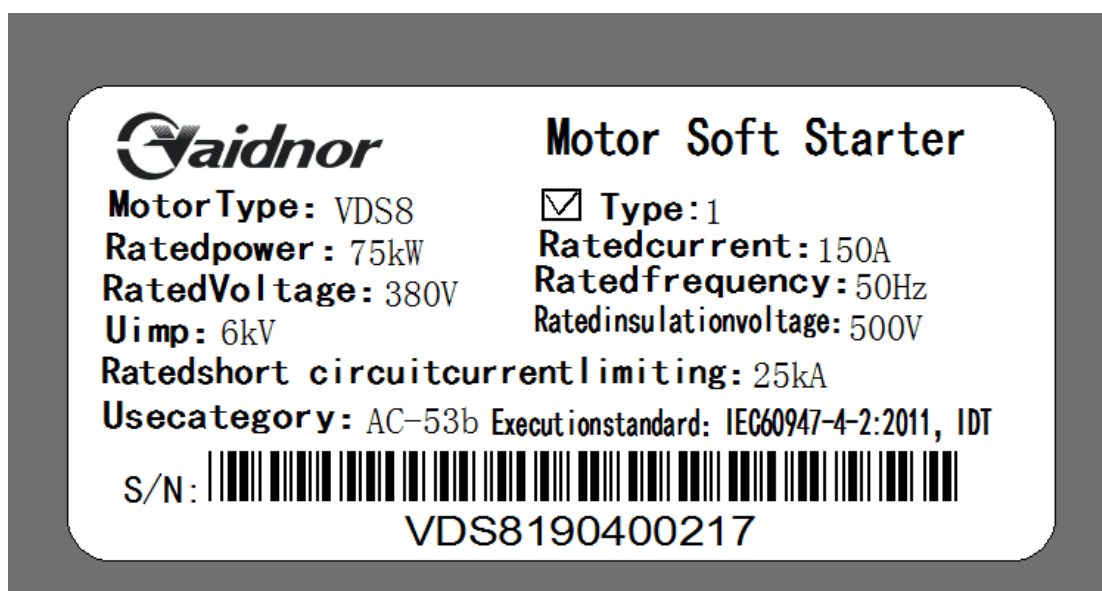 Vaidnor Motor Soft Starter
MotorType: VDS8 Type:1
Ratedpower: 75kW Ratedcurrent: 150A
RatedVoltage: 380V Ratedfrequency: 50Hz
Uimp: 6kV Ratedinsulationvoltage: 500V
Ratedshort circuitcurrentlimiting: 25kA
Usecategory: AC-53b Executionstandard: IEC60947-4-2:2011, IDT
S/N:
VDS8190400217